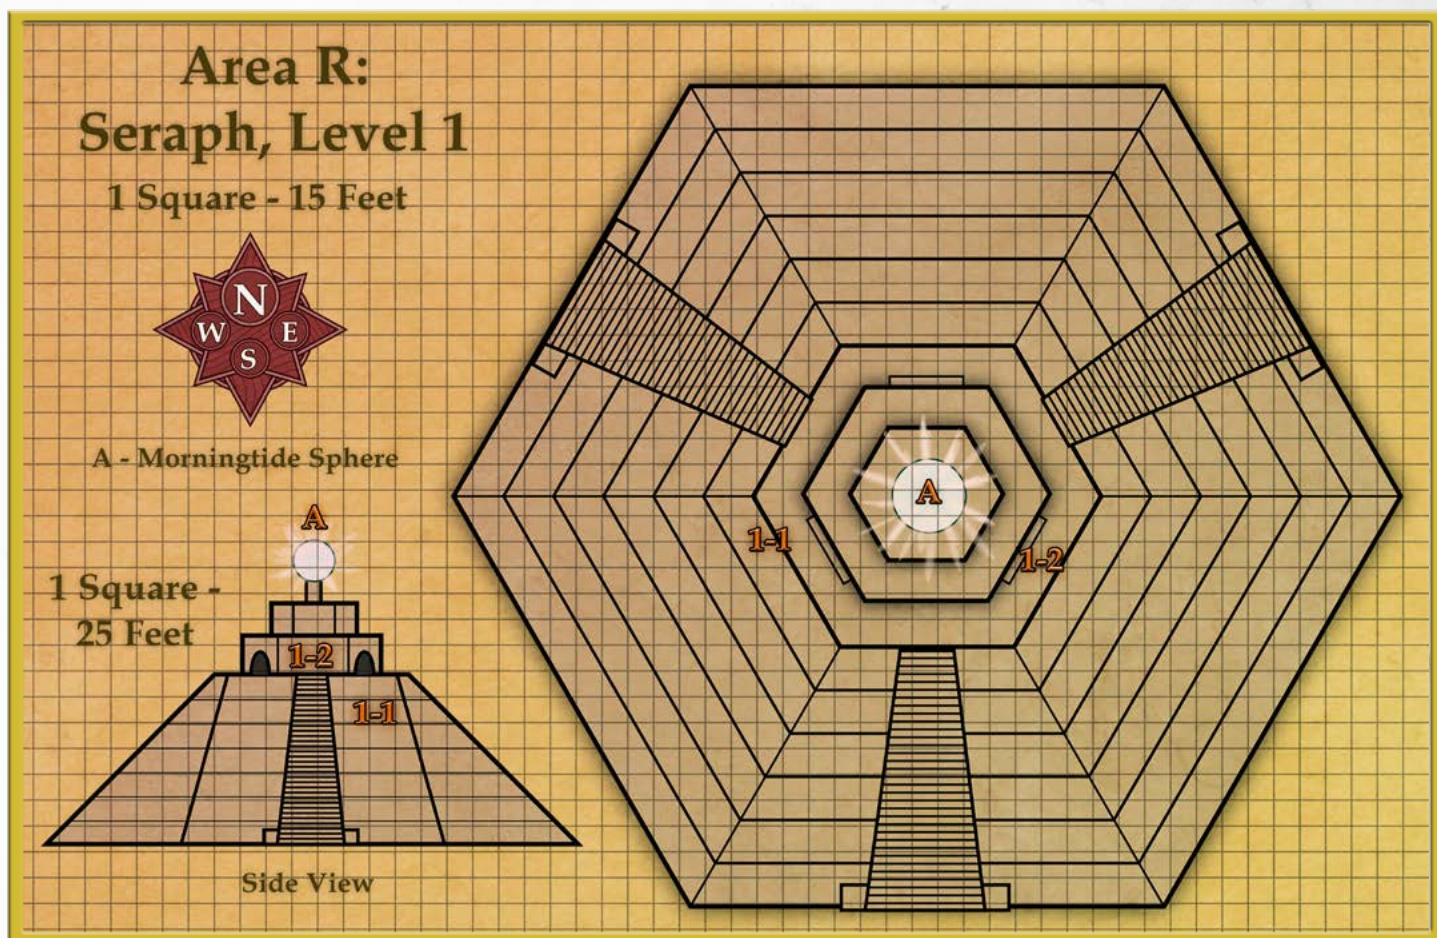 Area R:
Seraph, Level 1
1 Square - 15 Feet
N
W E
S
A - Morningtide Sphere
A
1 Square -
25 Feet
1-2
1-1
Side View
A
1-1
1-2